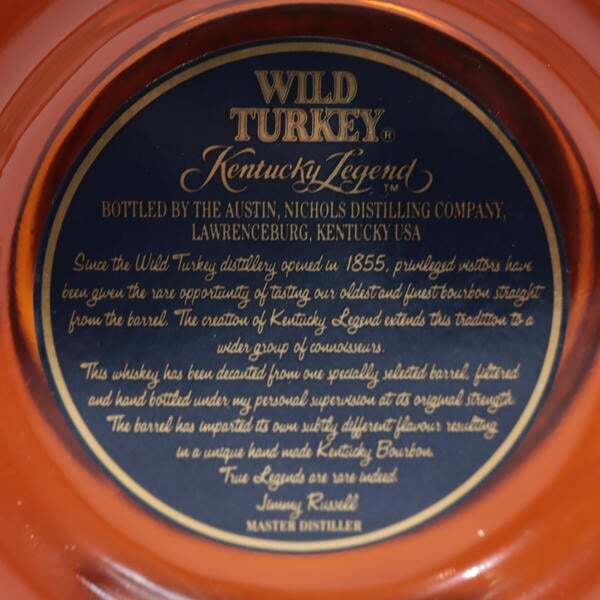 WILD
TURKEY®
Kentucky Legend™
BOTTLED BY THE AUSTIN, NICHOLS DISTILLING COMPANY,
LAWRENCEBURG, KENTUCKY USA
Since the Wild Turkey distillery opened in 1855, privileged visitors have
been given the rare opportunity of tasting our oldest and finest bourbon straight
from the barrel. The creation of Kentucky Legend extends this tradition to a
wider group of connoisseurs.
This whiskey has been decanted from one specially selected barrel, filtered
and hand bottled under my personal supervision at its original strength.
The barrel has imparted its own subtly different flavour resulting
in a unique hand made Kentucky Bourbon.
True Legends are rare indeed.
Jimmy Russell
MASTER DISTILLER